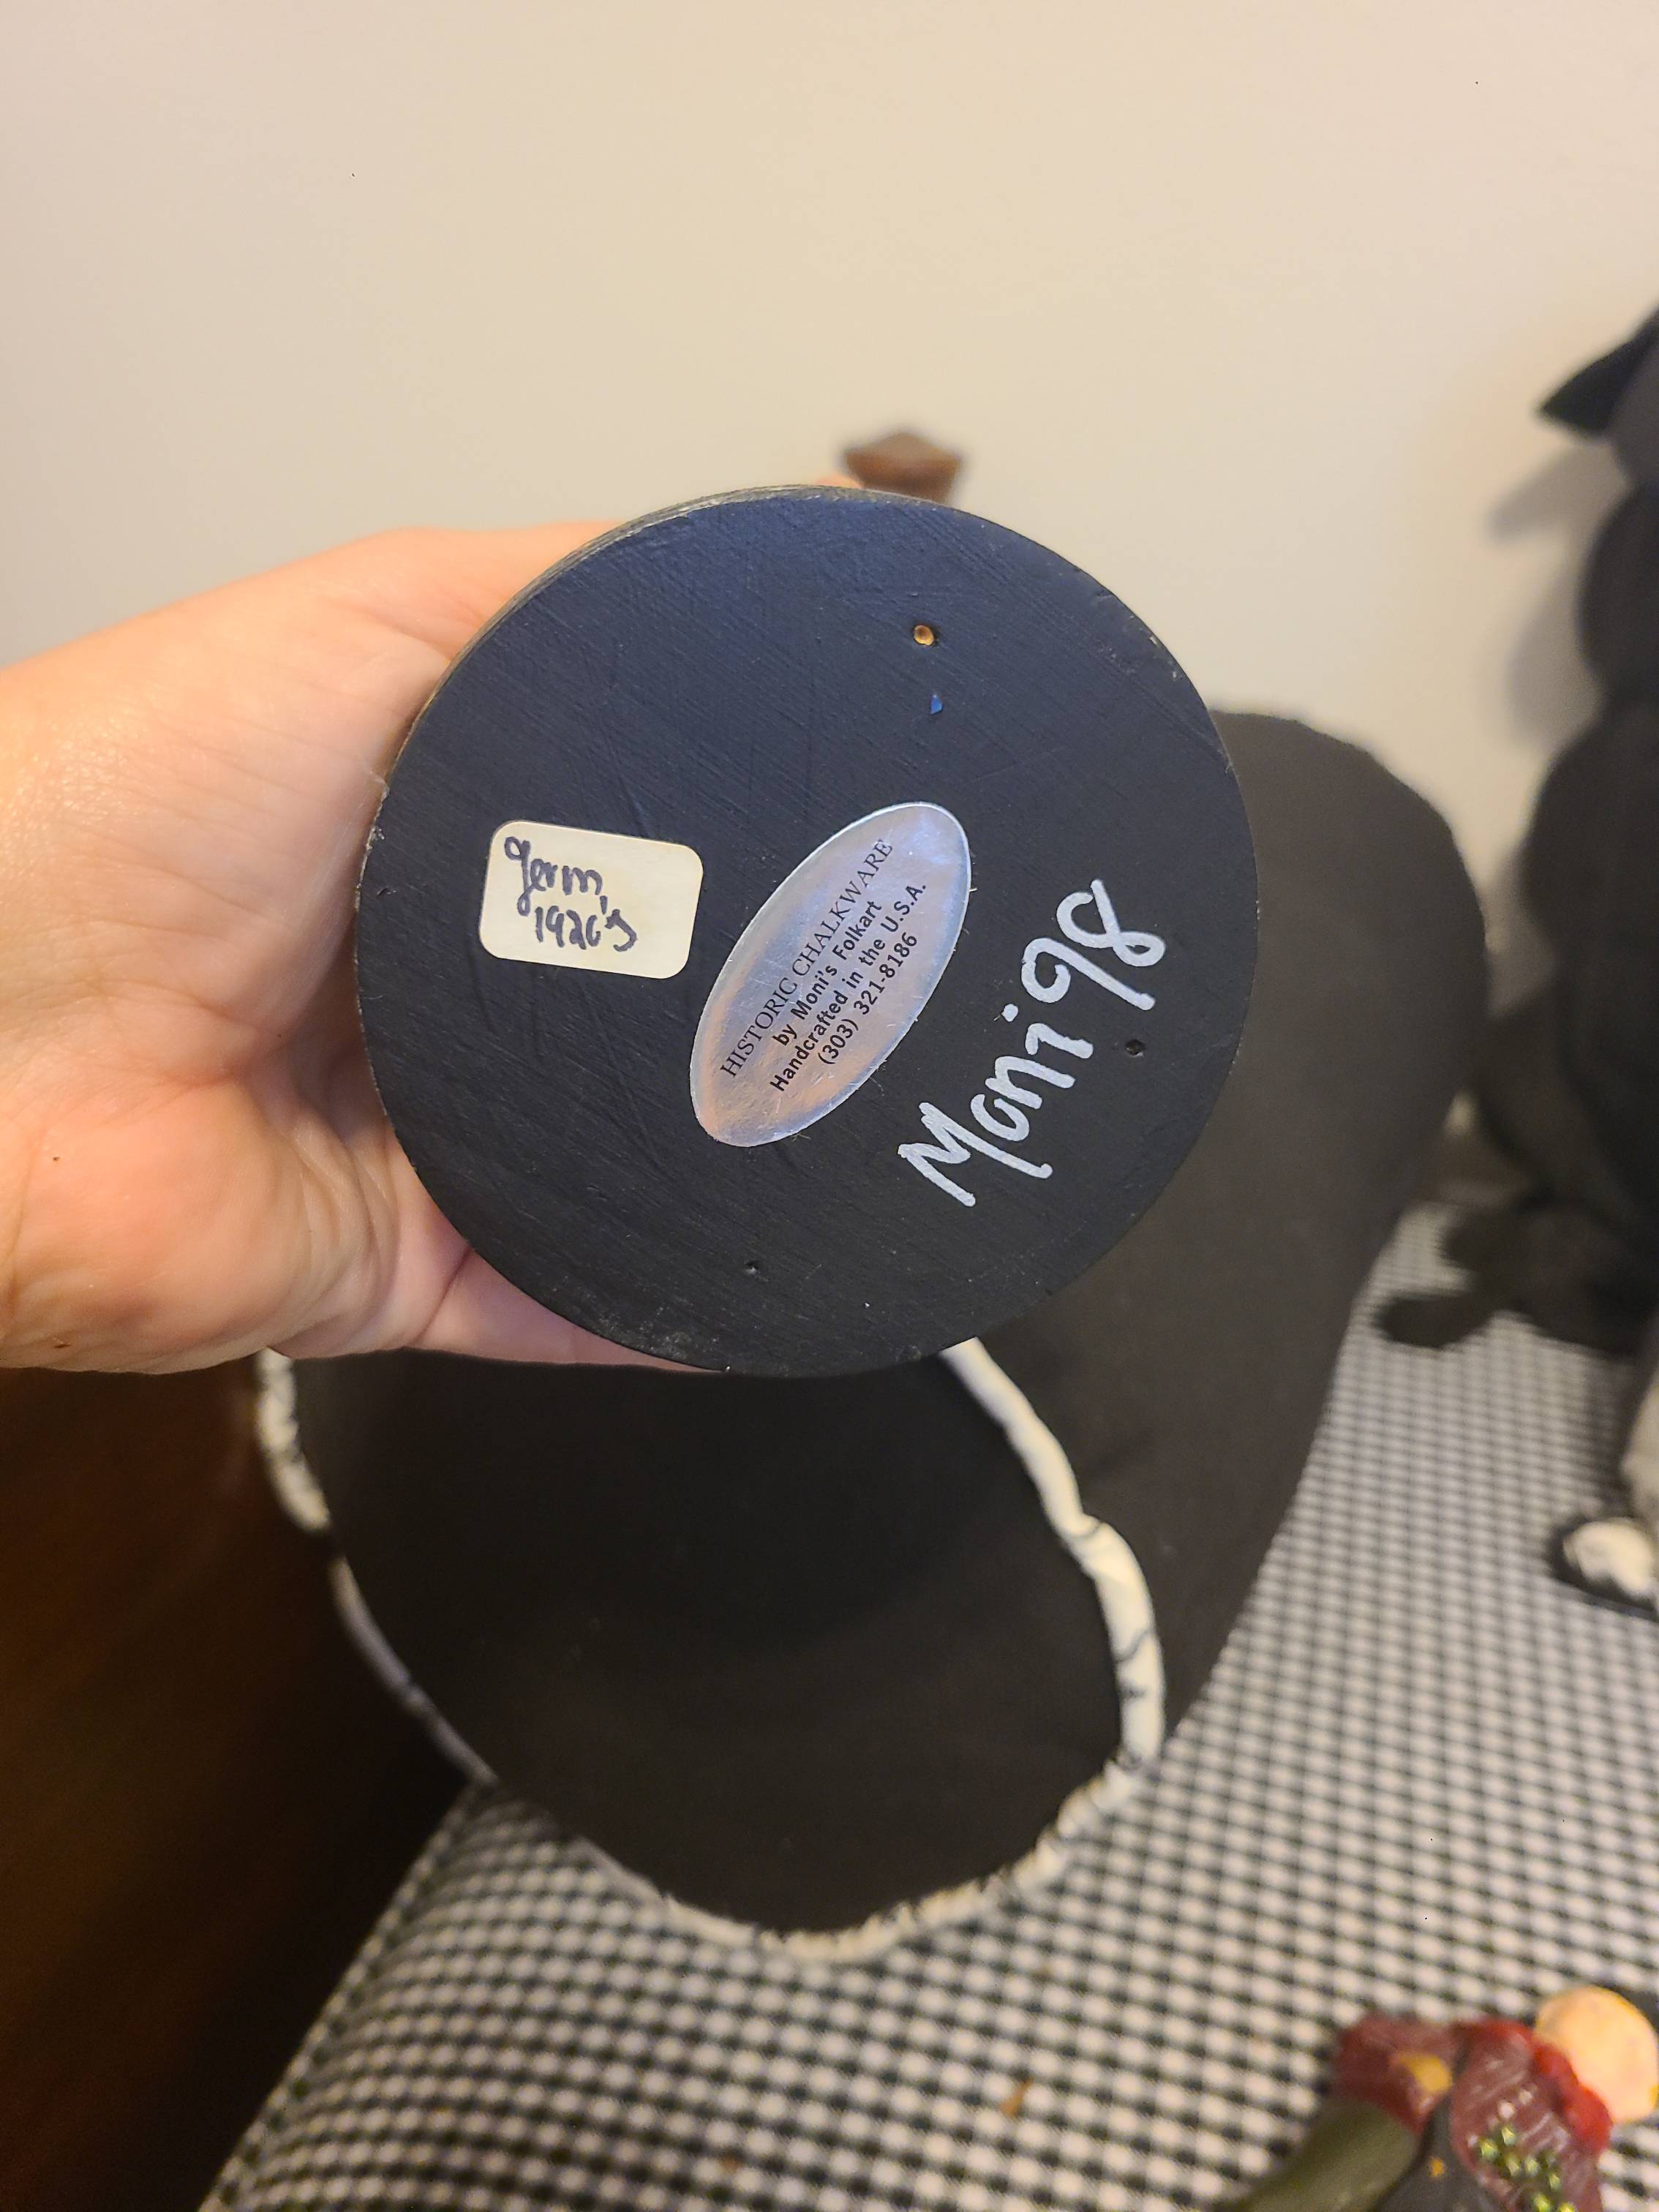 Germ,
1920's
HISTORIC CHALKWARE
by Moni's Folkart
Handcrafted in the U.S.A.
(303) 321-8186
Moni 98